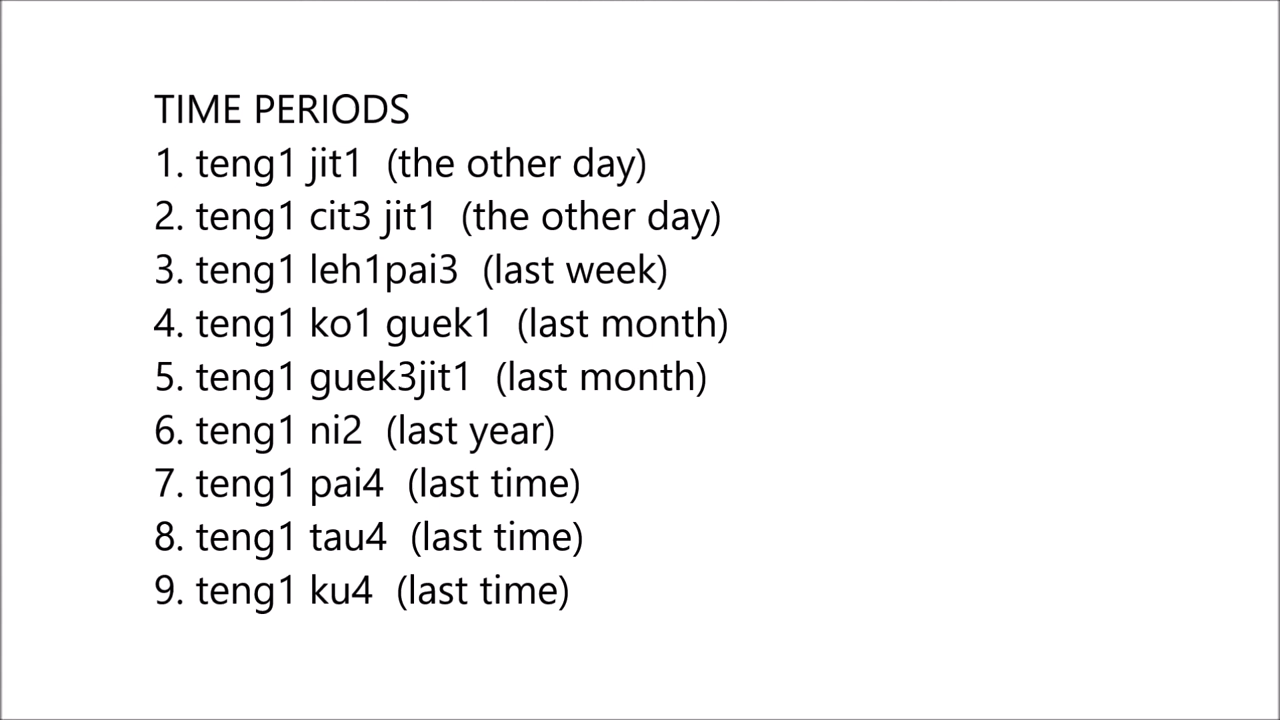 TIME PERIODS
1. teng1 jit1 (the other day)
2. teng1 cit3 jit1 (the other day)
3. teng1 leh1pai3 (last week)
4. teng1 ko1 guek1 (last month)
5. teng1 guek3jit1 (last month)
6. teng1 ni2 (last year)
7. teng1 pai4 (last time)
8. teng1 tau4 (last time)
9. teng1 ku4 (last time)